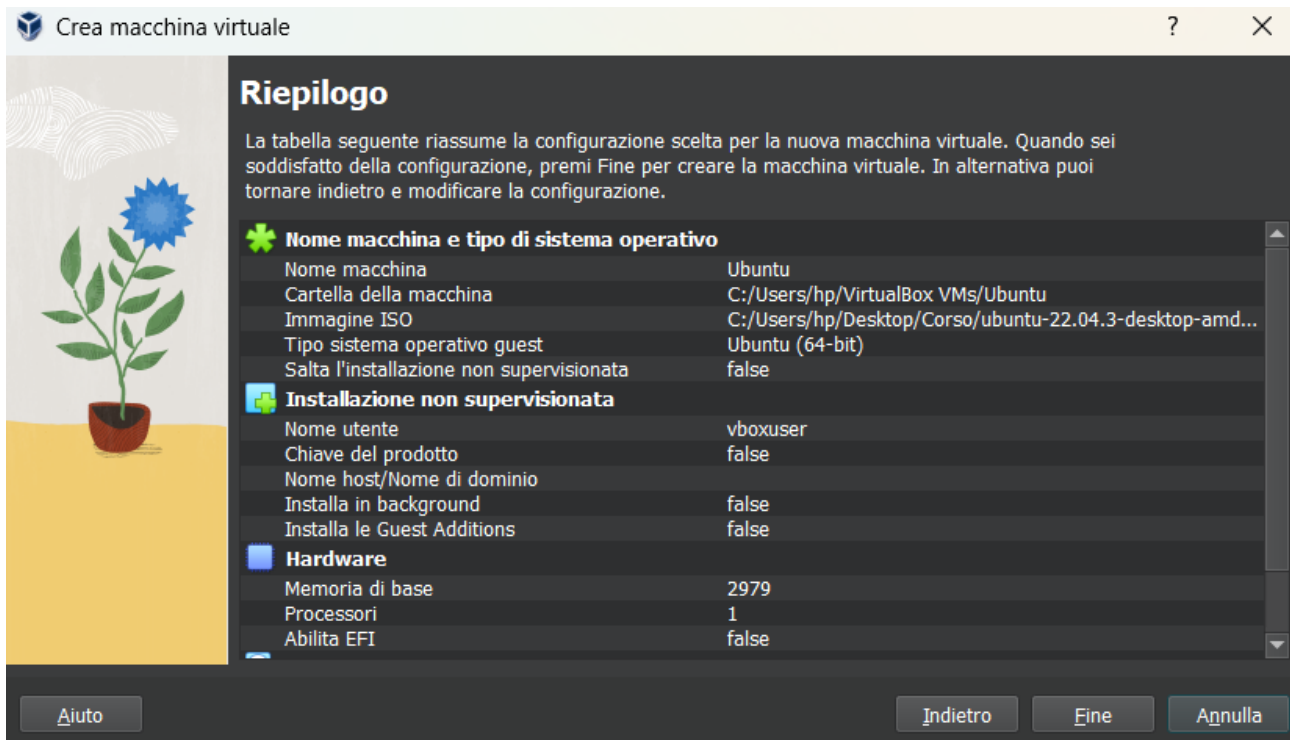 Crea macchina virtuale ?
Riepilogo
La tabella seguente riassume la configurazione scelta per la nuova macchina virtuale. Quando sei
soddisfatto della configurazione, premi Fine per creare la macchina virtuale. In alternativa puoi
tornare indietro e modificare la configurazione.
Nome macchina e tipo di sistema operativo
Nome macchina Ubuntu
Cartella della macchina C:/Users/hp/VirtualBox VMs/Ubuntu
Immagine ISO C:/Users/hp/Desktop/Corso/ubuntu-22.04.3-desktop-amd...
Tipo sistema operativo guest Ubuntu (64-bit)
Salta l'installazione non supervisionata false
Installazione non supervisionata
Nome utente vboxuser
Chiave del prodotto false
Nome host/Nome di dominio
Installa in background false
Installa le Guest Additions false
Hardware
Memoria di base 2979
Processori 1
Abilita EFI false
Aiuto Indietro Fine Annulla